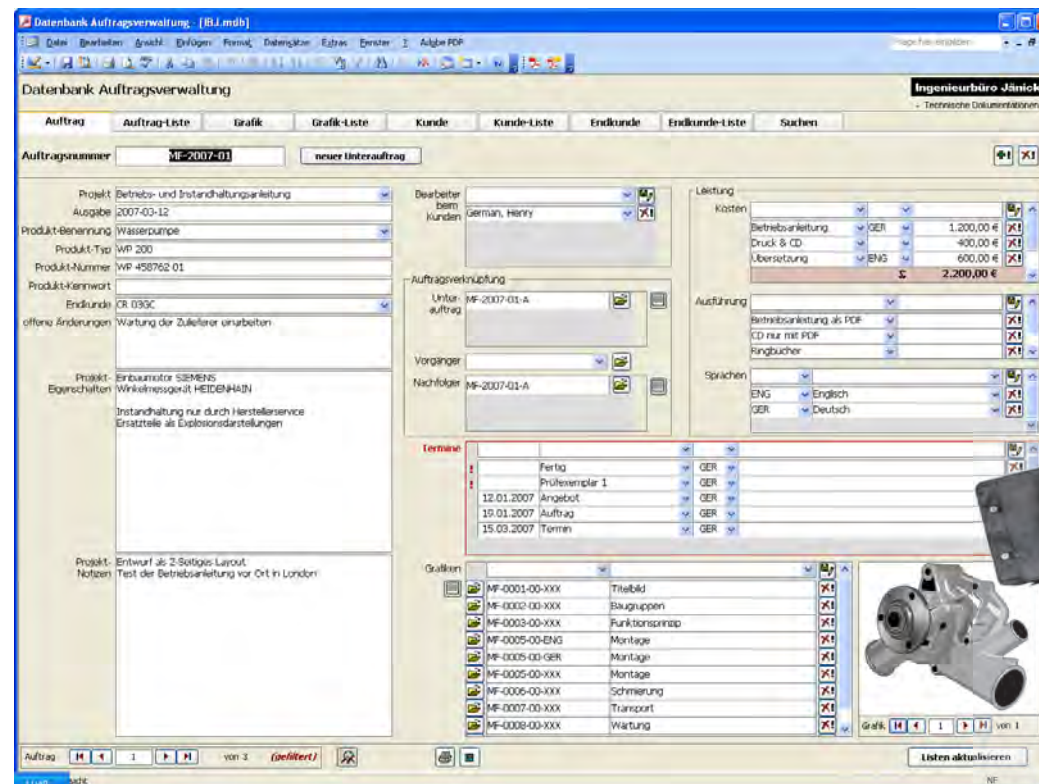 Datenbank Auftragsverwaltung - [IBJ.mdb]
Datei Bearbeiten Ansicht Einfügen Format Datensätze Extras Fenster ? Adobe PDF
Datenbank Auftragsverwaltung
Ingenieurbüro Jänick
- Technische Dokumentationen
Auftrag Auftrag-Liste Grafik Grafik-Liste Kunde Kunde-Liste Endkunde Endkunde-Liste Suchen
Auftragsnummer MF-2007-01 neuer Unterauftrag
Projekt Betriebs- und Instandhaltungsanleitung
Ausgabe 2007-03-12
Produkt-Benennung Wasserpumpe
Produkt-Typ WP 200
Produkt-Nummer WP 458762 01
Produkt-Kennwort
Endkunde CR 03GC
offene Änderungen Wartung der Zulieferer einarbeiten
Projekt-Eigenschaften Einbaumotor SIEMENS
Winkelmessgerät HEIDENHAIN
Instandhaltung nur durch Herstellerservice
Ersatzteile als Explosionsdarstellungen
Projekt-Notizen Entwurf als 2-Seitiges Layout
Test der Betriebsanleitung vor Ort in London
Bearbeiter beim Kunden German, Henry
Auftragsverknüpfung
Unter-auftrag MF-2007-01-A
Vorgänger
Nachfolger MF-2007-01-A
Leistung
Kosten
Betriebsanleitung GER 1.200,00 €
Druck & CD 400,00 €
Übersetzung ENG 600,00 €
Σ 2.200,00 €
Ausführung
Betriebsanleitung als PDF
CD nur mit PDF
Ringbücher
Sprachen
ENG Englisch
GER Deutsch
Termine
! Fertig GER
! Prüfexemplar 1 GER
12.01.2007 Angebot GER
19.01.2007 Auftrag GER
15.03.2007 Termin GER
Grafiken
MF-0001-00-XXX Titelbild
MF-0002-00-XXX Baugruppen
MF-0003-00-XXX Funktionsprinzip
MF-0005-00-ENG Montage
MF-0005-00-GER Montage
MF-0005-00-XXX Montage
MF-0006-00-XXX Schmierung
MF-0007-00-XXX Transport
MF-0008-00-XXX Wartung
Grafik 1 von 1
Auftrag 1 von 3 (gefiltert)
Listen aktualisieren
NF